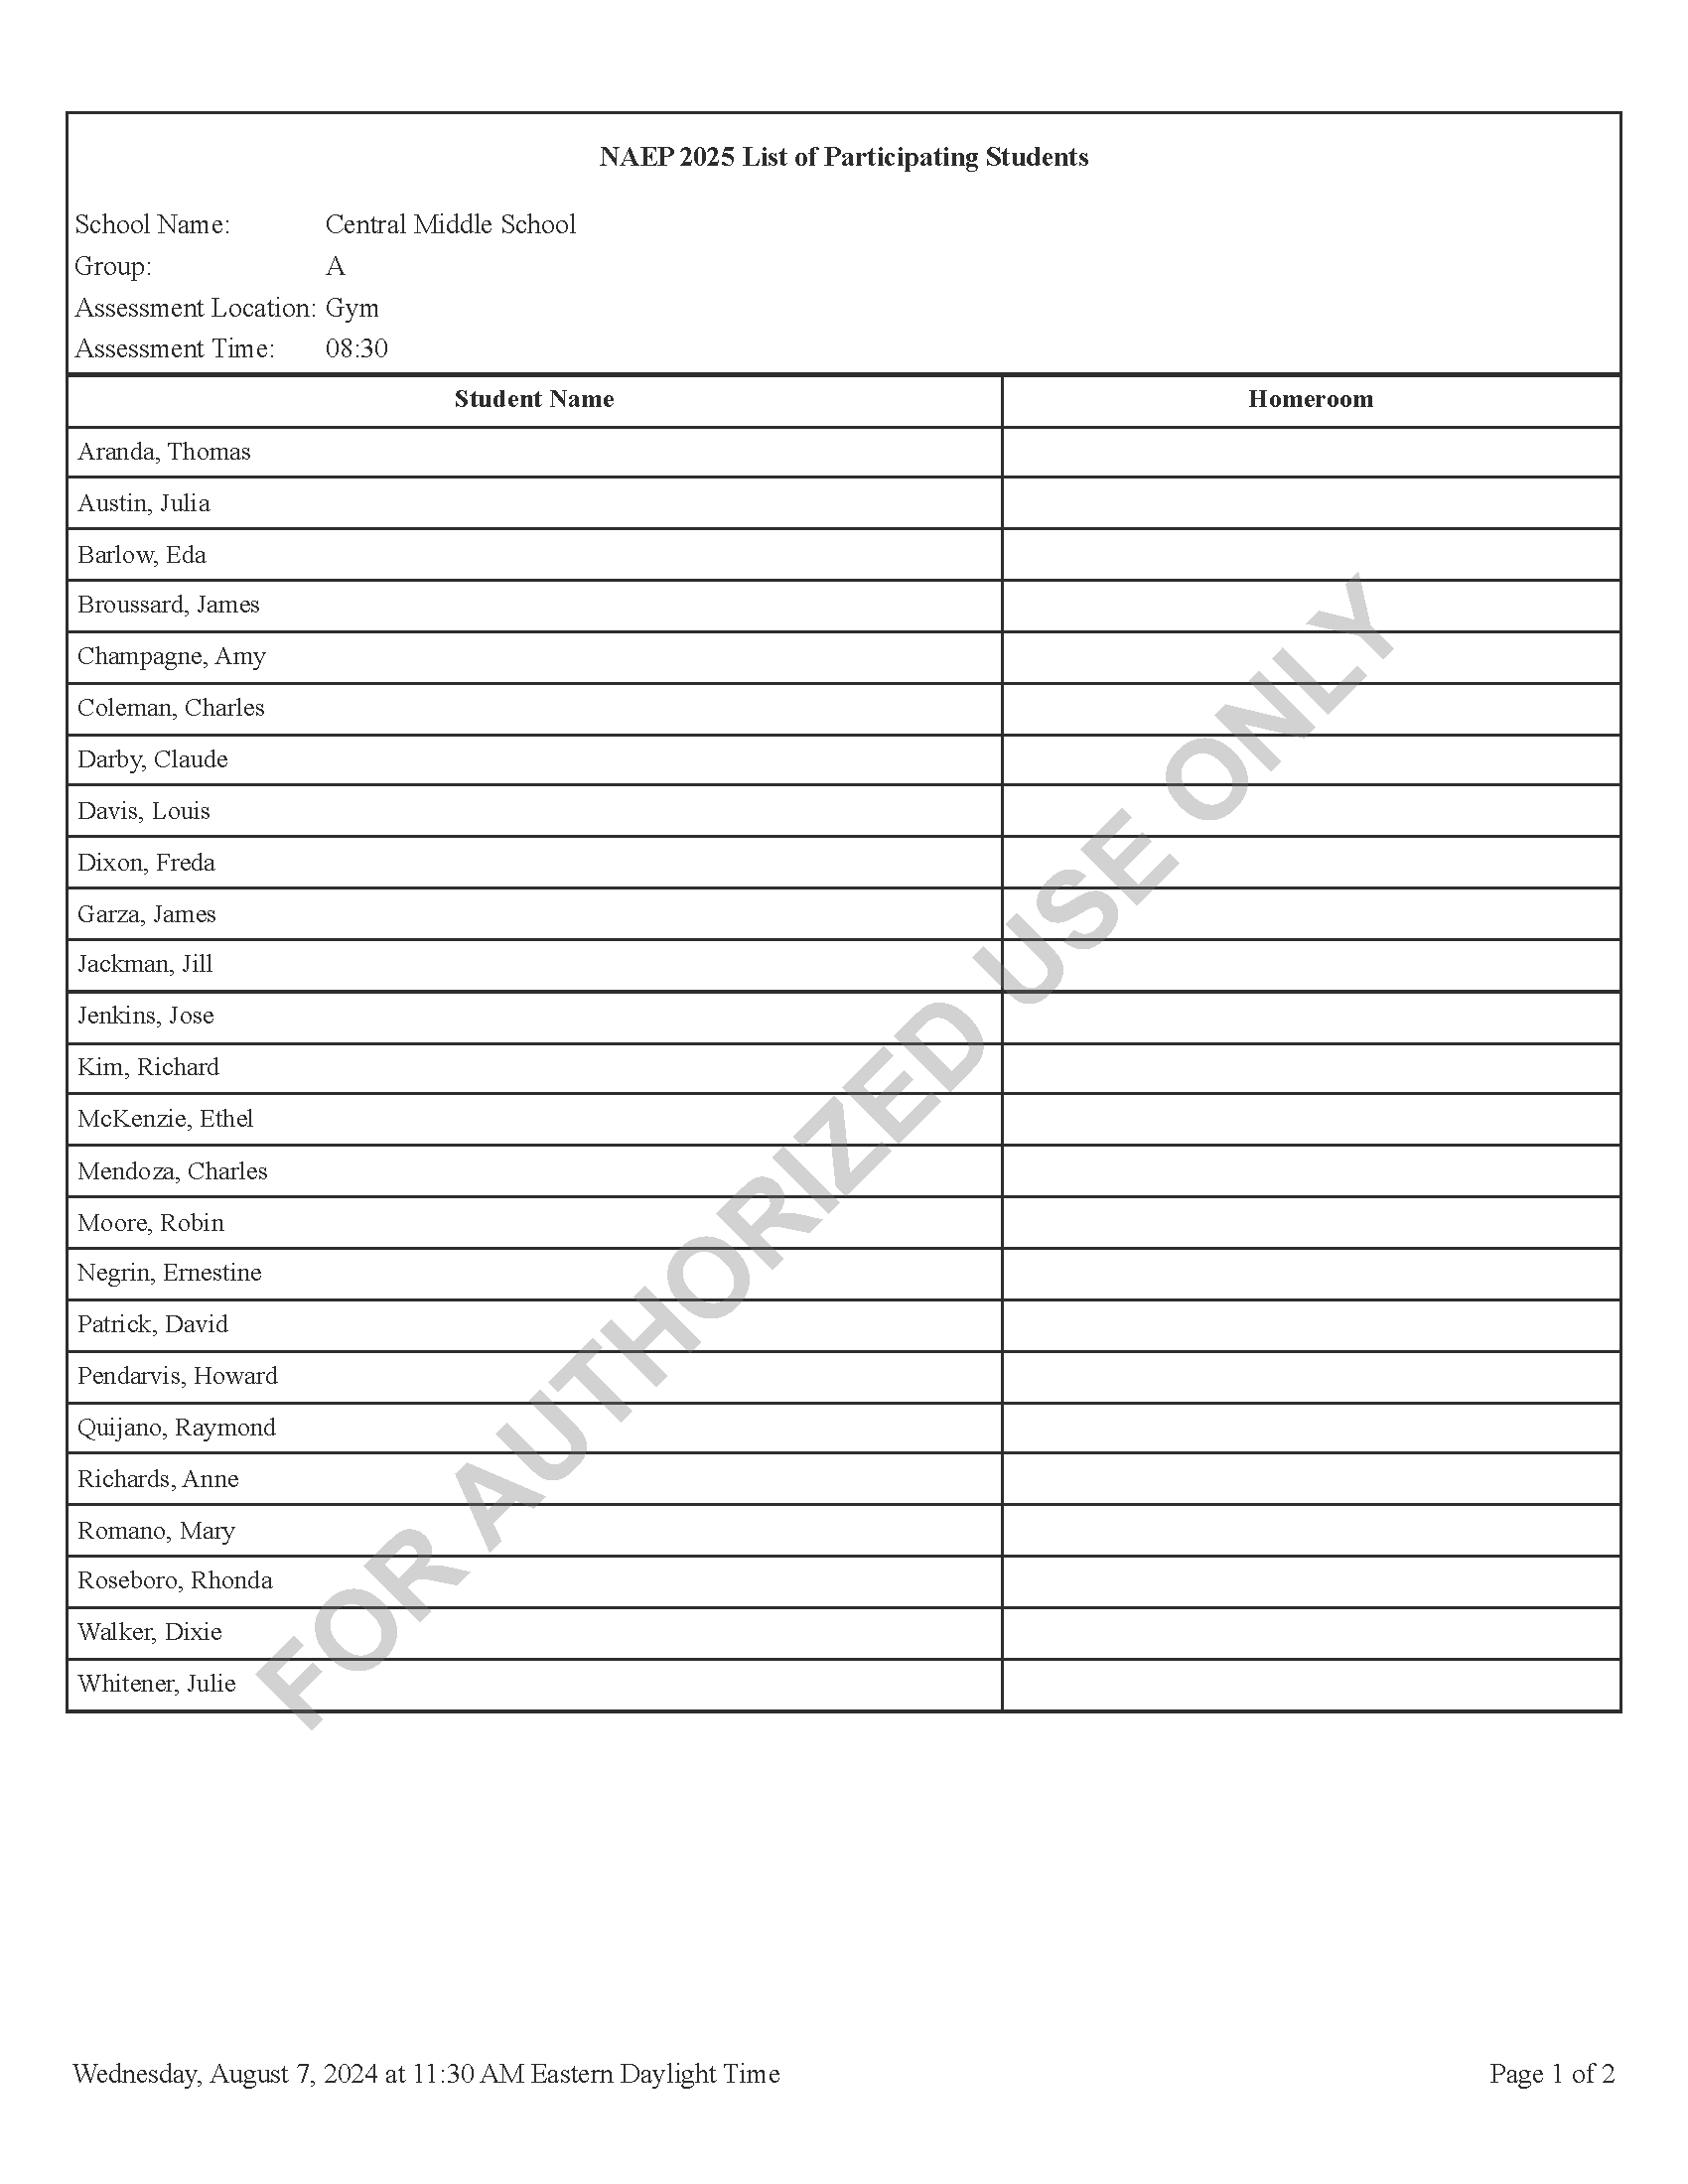 NAEP 2025 List of Participating Students
School Name: Central Middle School
Group: A
Assessment Location: Gym
Assessment Time: 08:30
Student Name Homeroom
Aranda, Thomas
Austin, Julia
Barlow, Eda
Broussard, James
Champagne, Amy
Coleman, Charles
Darby, Claude
Davis, Louis
Dixon, Freda
Garza, James
Jackman, Jill
Jenkins, Jose
Kim, Richard
McKenzie, Ethel
Mendoza, Charles
Moore, Robin
Negrin, Ernestine
Patrick, David
Pendarvis, Howard
Quijano, Raymond
Richards, Anne
Romano, Mary
Roseboro, Rhonda
Walker, Dixie
Whitener, Julie
FOR AUTHORIZED USE ONLY
Wednesday, August 7, 2024 at 11:30 AM Eastern Daylight Time Page 1 of 2